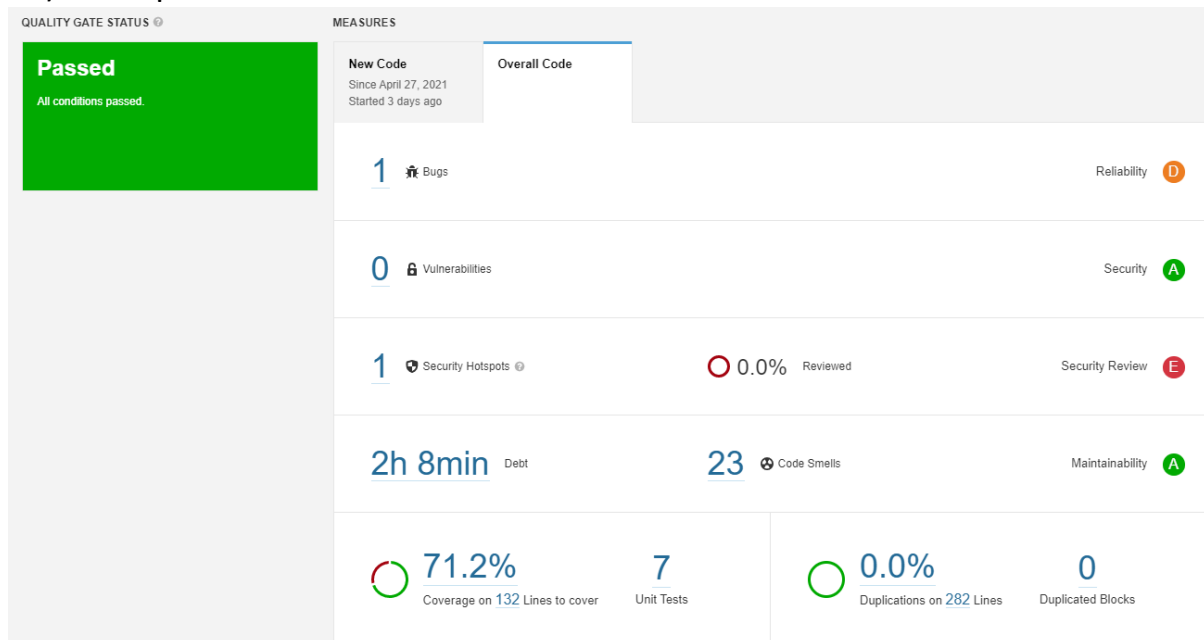 QUALITY GATE STATUS
MEASURES
Passed
All conditions passed.
New Code
Since April 27, 2021
Started 3 days ago
Overall Code
1 Bugs
Reliability D
0 Vulnerabilities
Security A
1 Security Hotspots
0.0% Reviewed
Security Review E
2h 8min Debt
23 Code Smells
Maintainability A
71.2%
Coverage on 132 Lines to cover
7
Unit Tests
0.0%
Duplications on 282 Lines
0
Duplicated Blocks